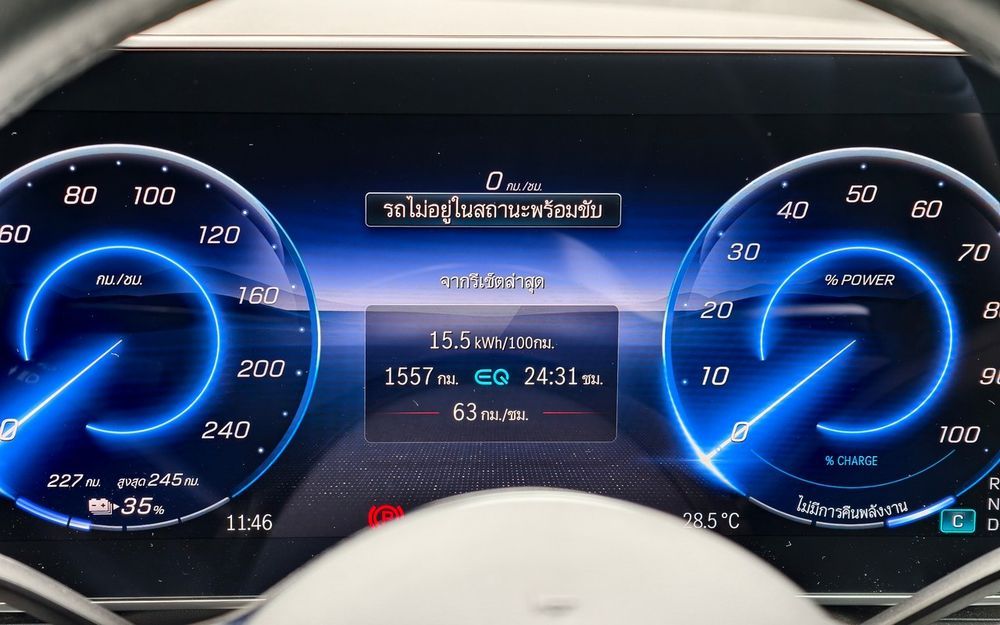 0 กม./ชม.
รถไม่อยู่ในสถานะพร้อมขับ
60
80
100
120
160
200
240
0
กม./ชม.
227 กม. สูงสุด 245 กม.
35%
11:46
จากรีเซ็ตล่าสุด
15.5 kWh/100กม.
1557 กม. EQ 24:31 ชม.
63 กม./ชม.
P
28.5 °C
0
10
20
30
40
50
60
70
100
% POWER
% CHARGE
ไม่มีการคืนพลังงาน
C
R
N
D